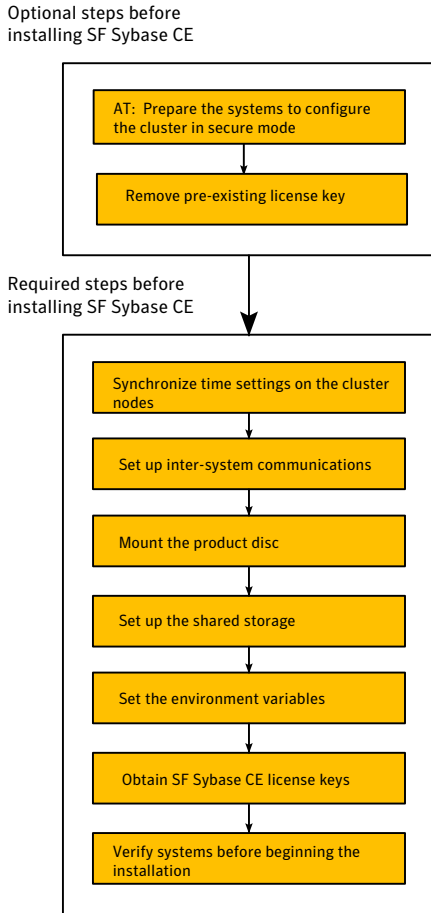 Optional steps before
installing SF Sybase CE
AT: Prepare the systems to configure
the cluster in secure mode
Remove pre-existing license key
Required steps before
installing SF Sybase CE
Synchronize time settings on the cluster
nodes
Set up inter-system communications
Mount the product disc
Set up the shared storage
Set the environment variables
Obtain SF Sybase CE license keys
Verify systems before beginning the
installation